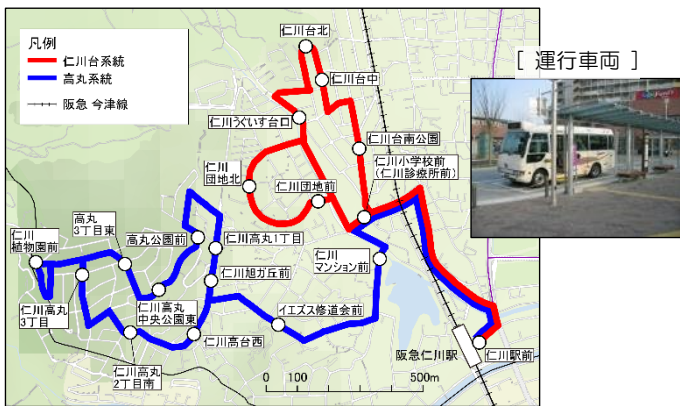 凡例
仁川台系統
高丸系統
阪急 今津線
[ 運行車両 ]
仁川台北
仁川台中
仁川うぐいす台口
仁川台南公園
仁川小学校前
(仁川診療所前)
仁川
団地北
仁川団地前
高丸
3丁目東
高丸公園前
仁川高丸1丁目
仁川
植物園前
仁川旭ガ丘前
仁川
マンション前
仁川高丸
3丁目
仁川高丸
中央公園東
イエズス修道会前
仁川高台西
仁川高丸
2丁目南
阪急仁川駅
仁川駅前
0 100 500m